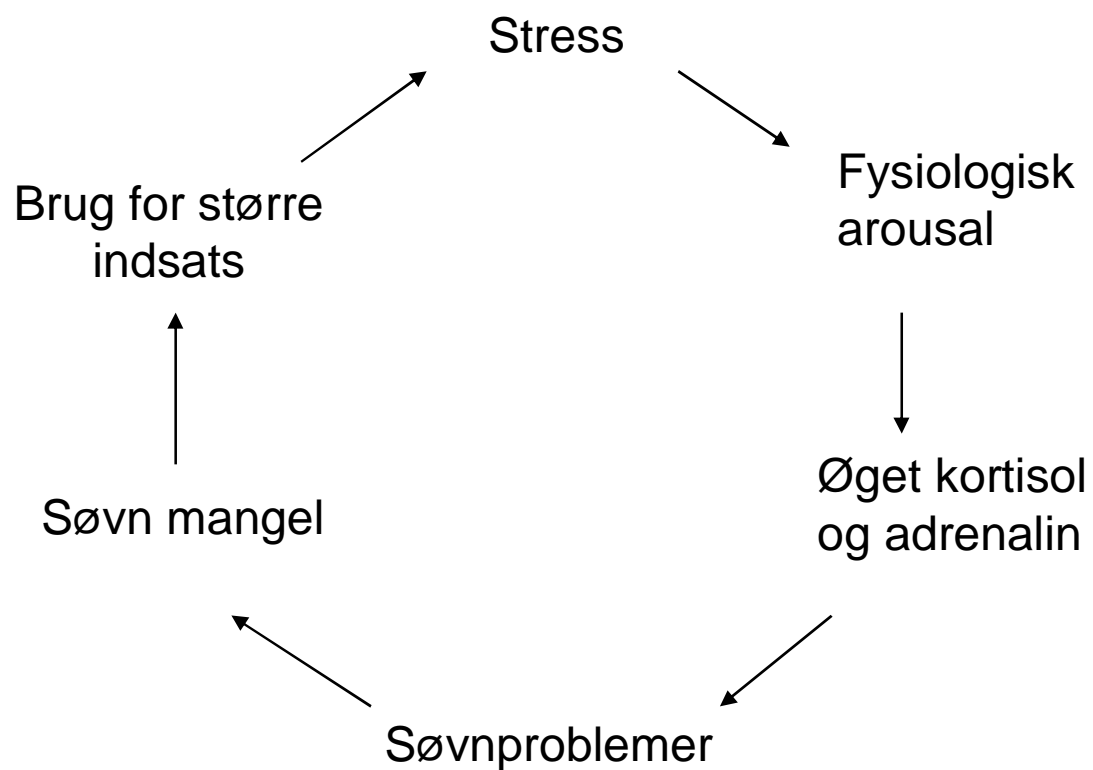 Stress
Fysiologisk
arousal
Øget kortisol
og adrenalin
Søvnproblemer
Søvn mangel
Brug for større
indsats